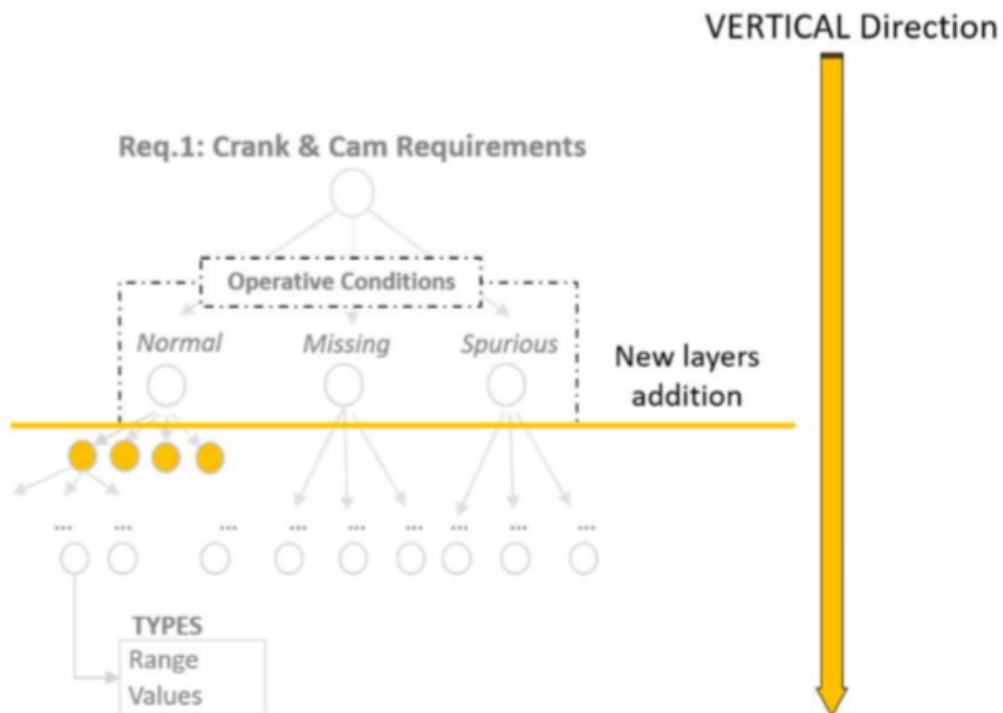 VERTICAL Direction
Req.1: Crank & Cam Requirements
Operative Conditions
Normal Missing Spurious
New layers
addition
... ... ... ... ... ... ... ... ...
TYPES
Range
Values